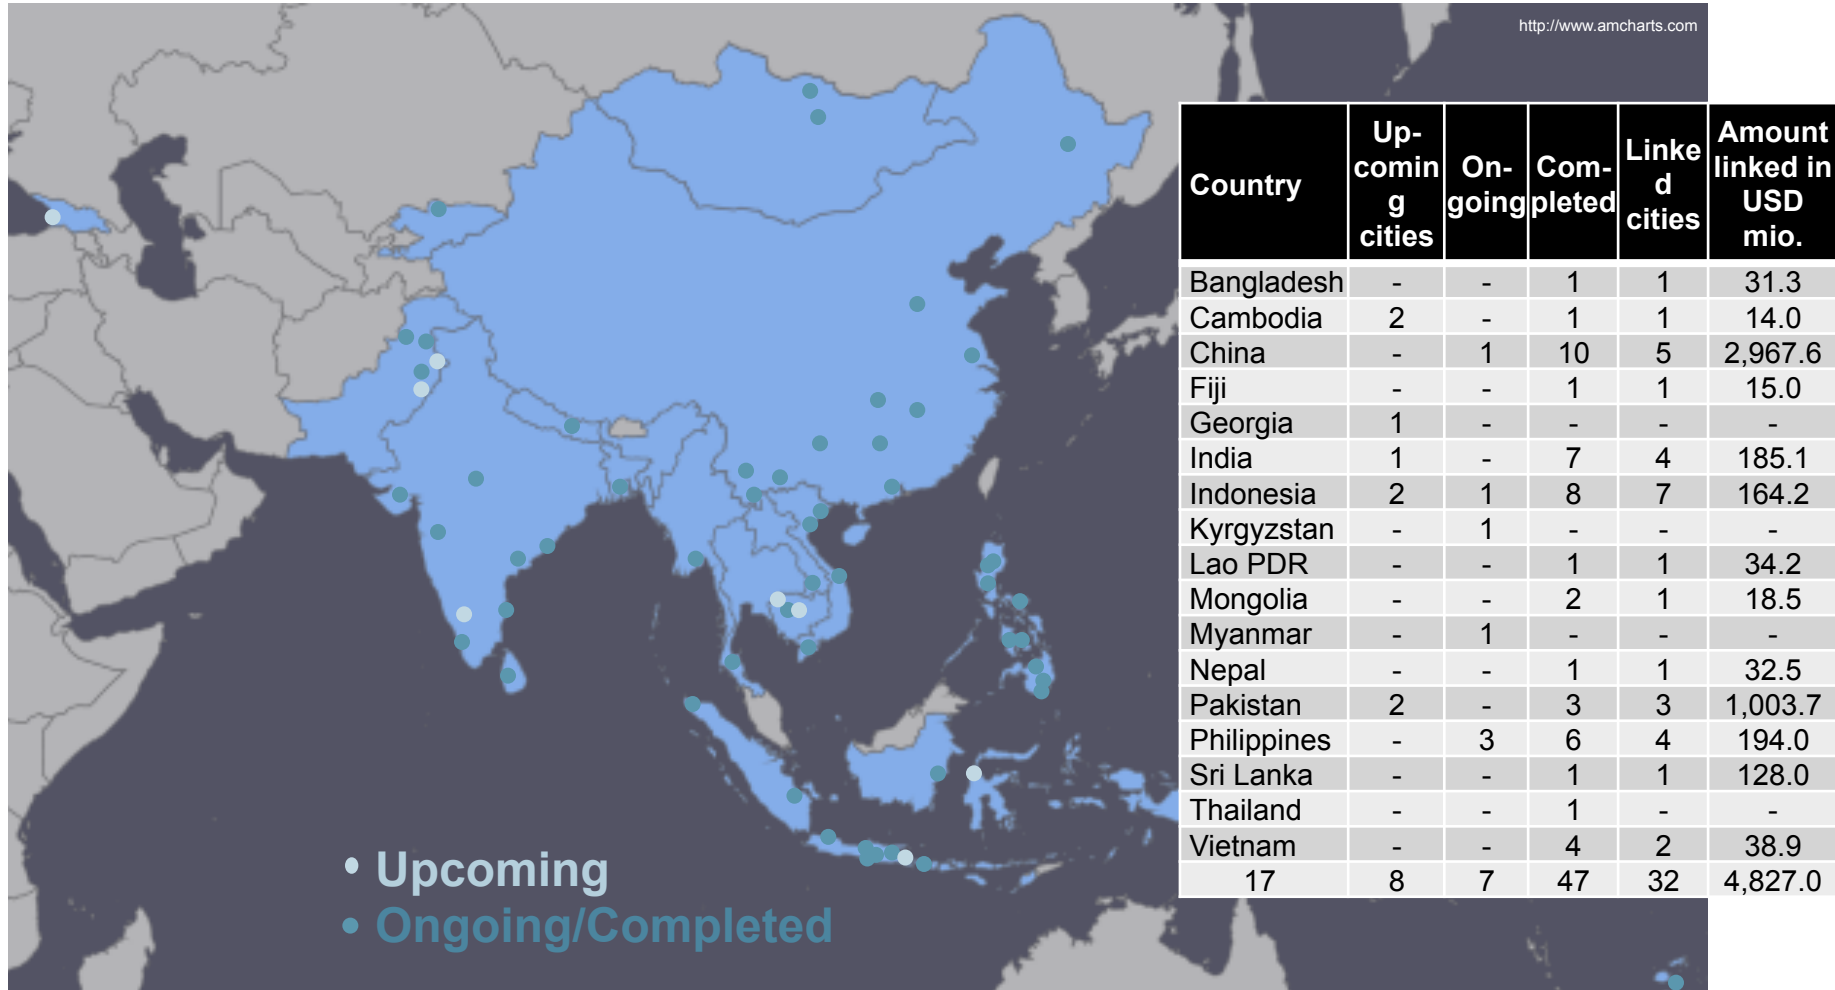 http://www.amcharts.com
Country Up-coming cities On-going Com-pleted Linked cities Amount linked in USD mio.
Bangladesh - - 1 1 31.3
Cambodia 2 - 1 1 14.0
China - 1 10 5 2,967.6
Fiji - - 1 1 15.0
Georgia 1 - - - -
India 1 - 7 4 185.1
Indonesia 2 1 8 7 164.2
Kyrgyzstan - 1 - - -
Lao PDR - - 1 1 34.2
Mongolia - - 2 1 18.5
Myanmar - 1 - - -
Nepal - - 1 1 32.5
Pakistan 2 - 3 3 1,003.7
Philippines - 3 6 4 194.0
Sri Lanka - - 1 1 128.0
Thailand - - 1 - -
Vietnam - - 4 2 38.9
17 8 7 47 32 4,827.0
Upcoming
Ongoing/Completed